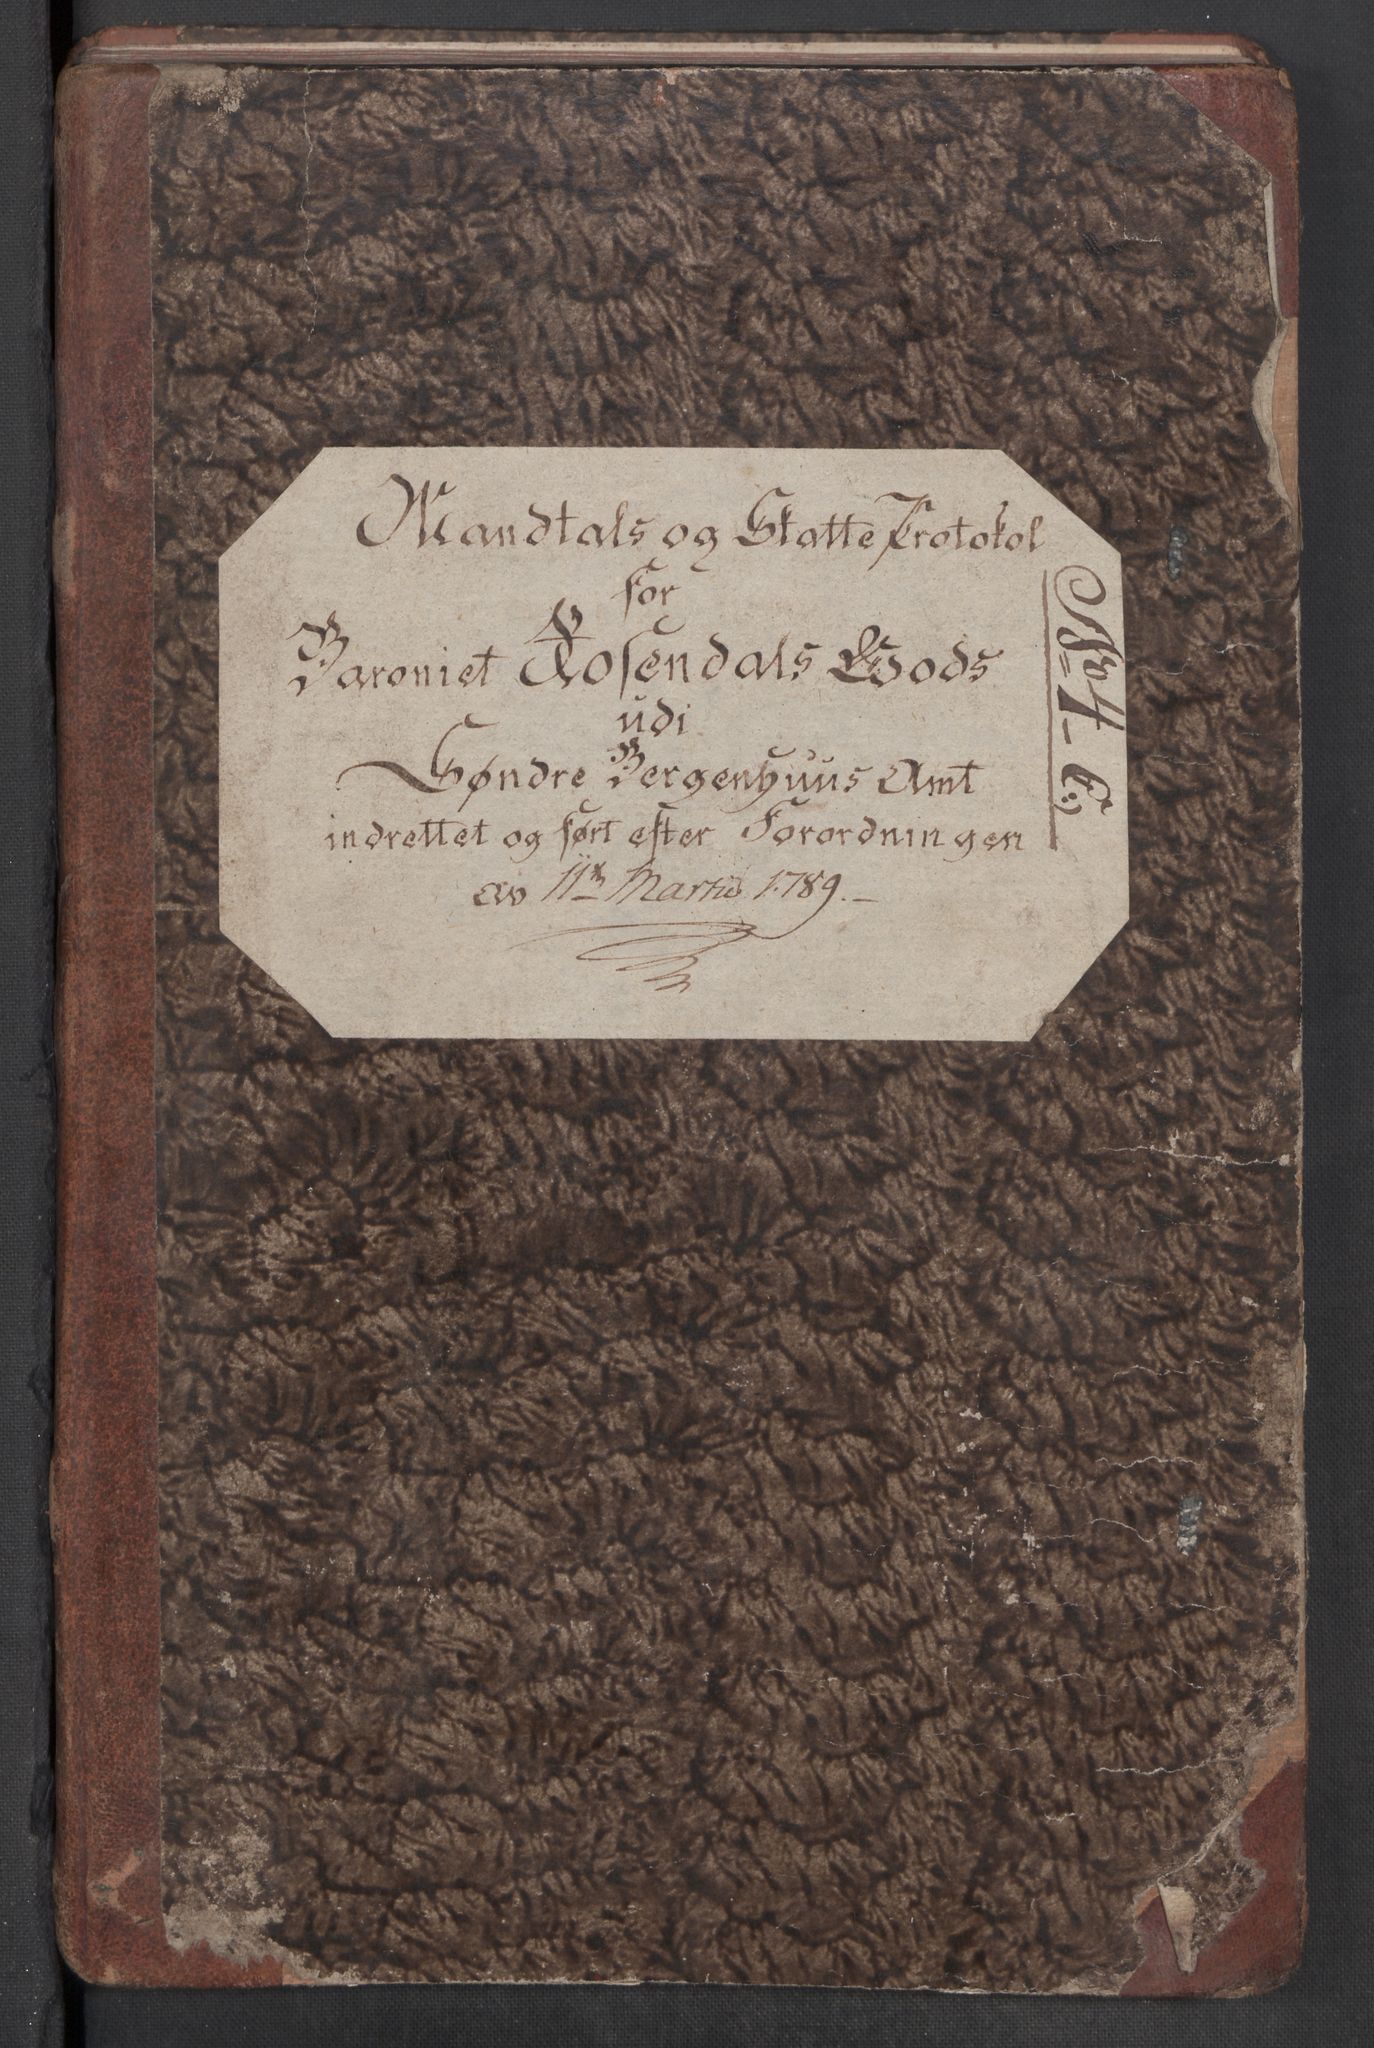 Mandtals og Skatte Protokol
for
Baroniet Rosendals Gods
udi
Søndre Bergenhuus Amt
indrettet og ført efter Forordningen
av 11te Martii 1789.
No 4